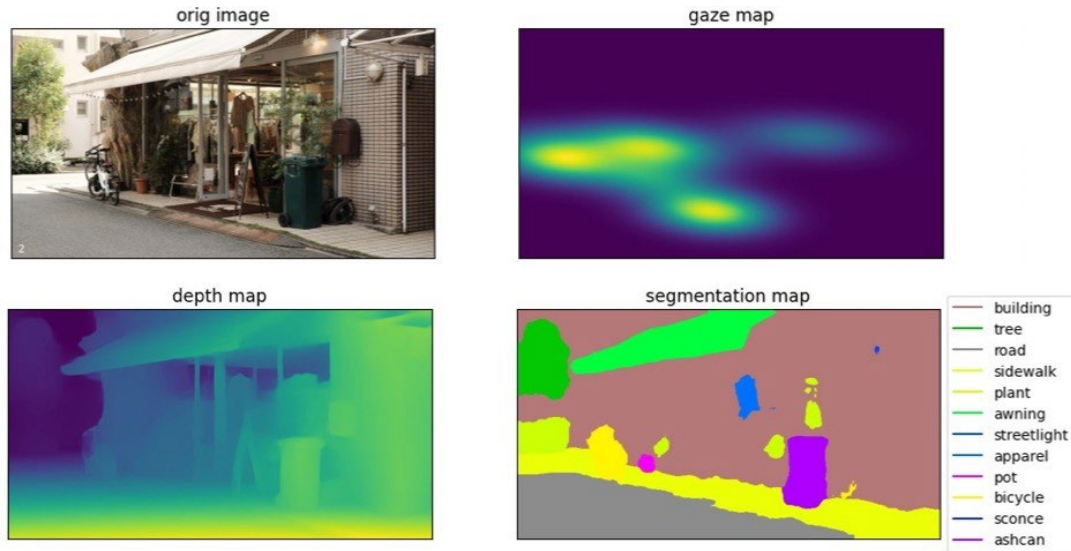 orig image
gaze map
2
depth map
segmentation map
building
tree
road
sidewalk
plant
awning
streetlight
apparel
pot
bicycle
sconce
ashcan